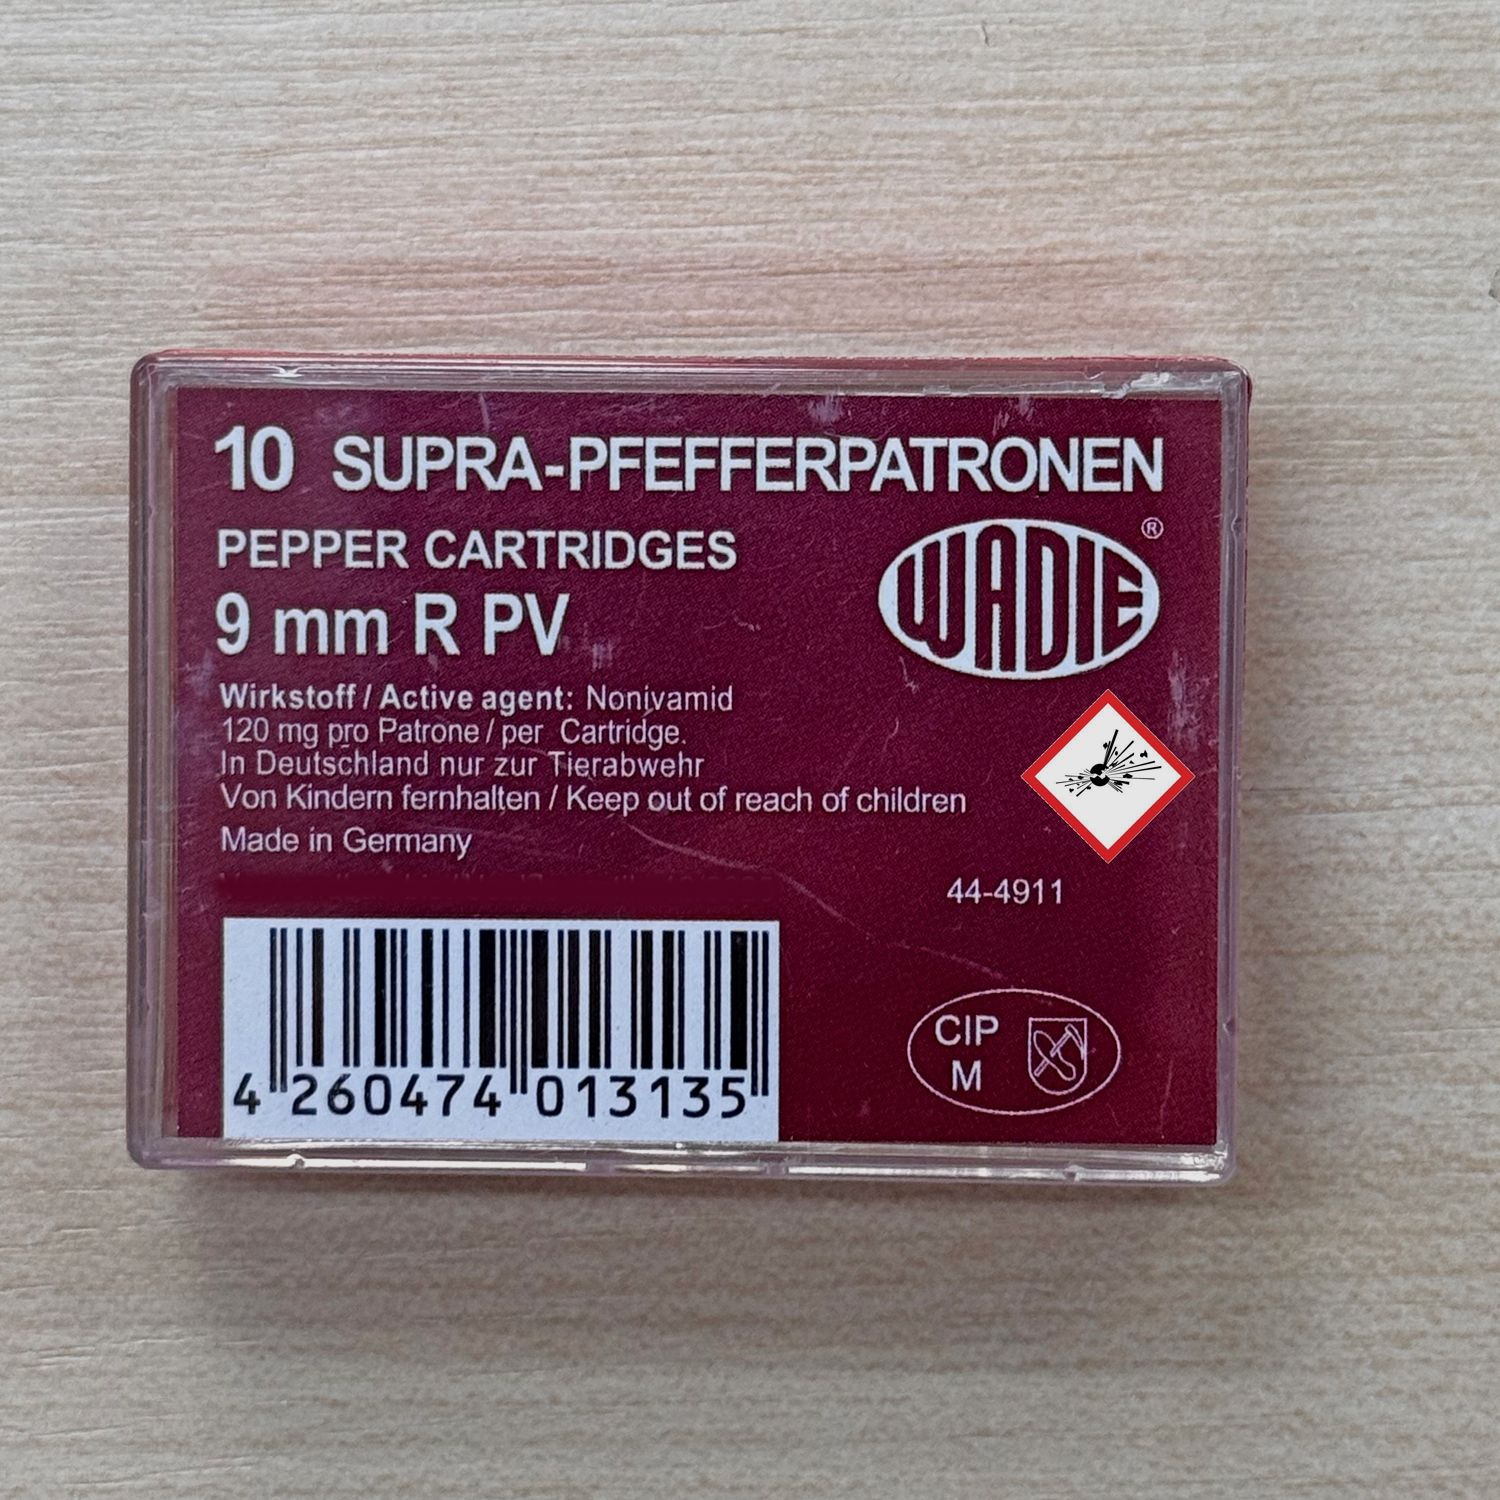 10 SUPRA-PFEFFERPATRONEN
PEPPER CARTRIDGES
9 mm R PV
WADIE ®
Wirkstoff / Active agent: Nonivamid
120 mg pro Patrone / per Cartridge.
In Deutschland nur zur Tierabwehr
Von Kindern fernhalten / Keep out of reach of children
Made in Germany
44-4911
CIP
M
4 260474 013135